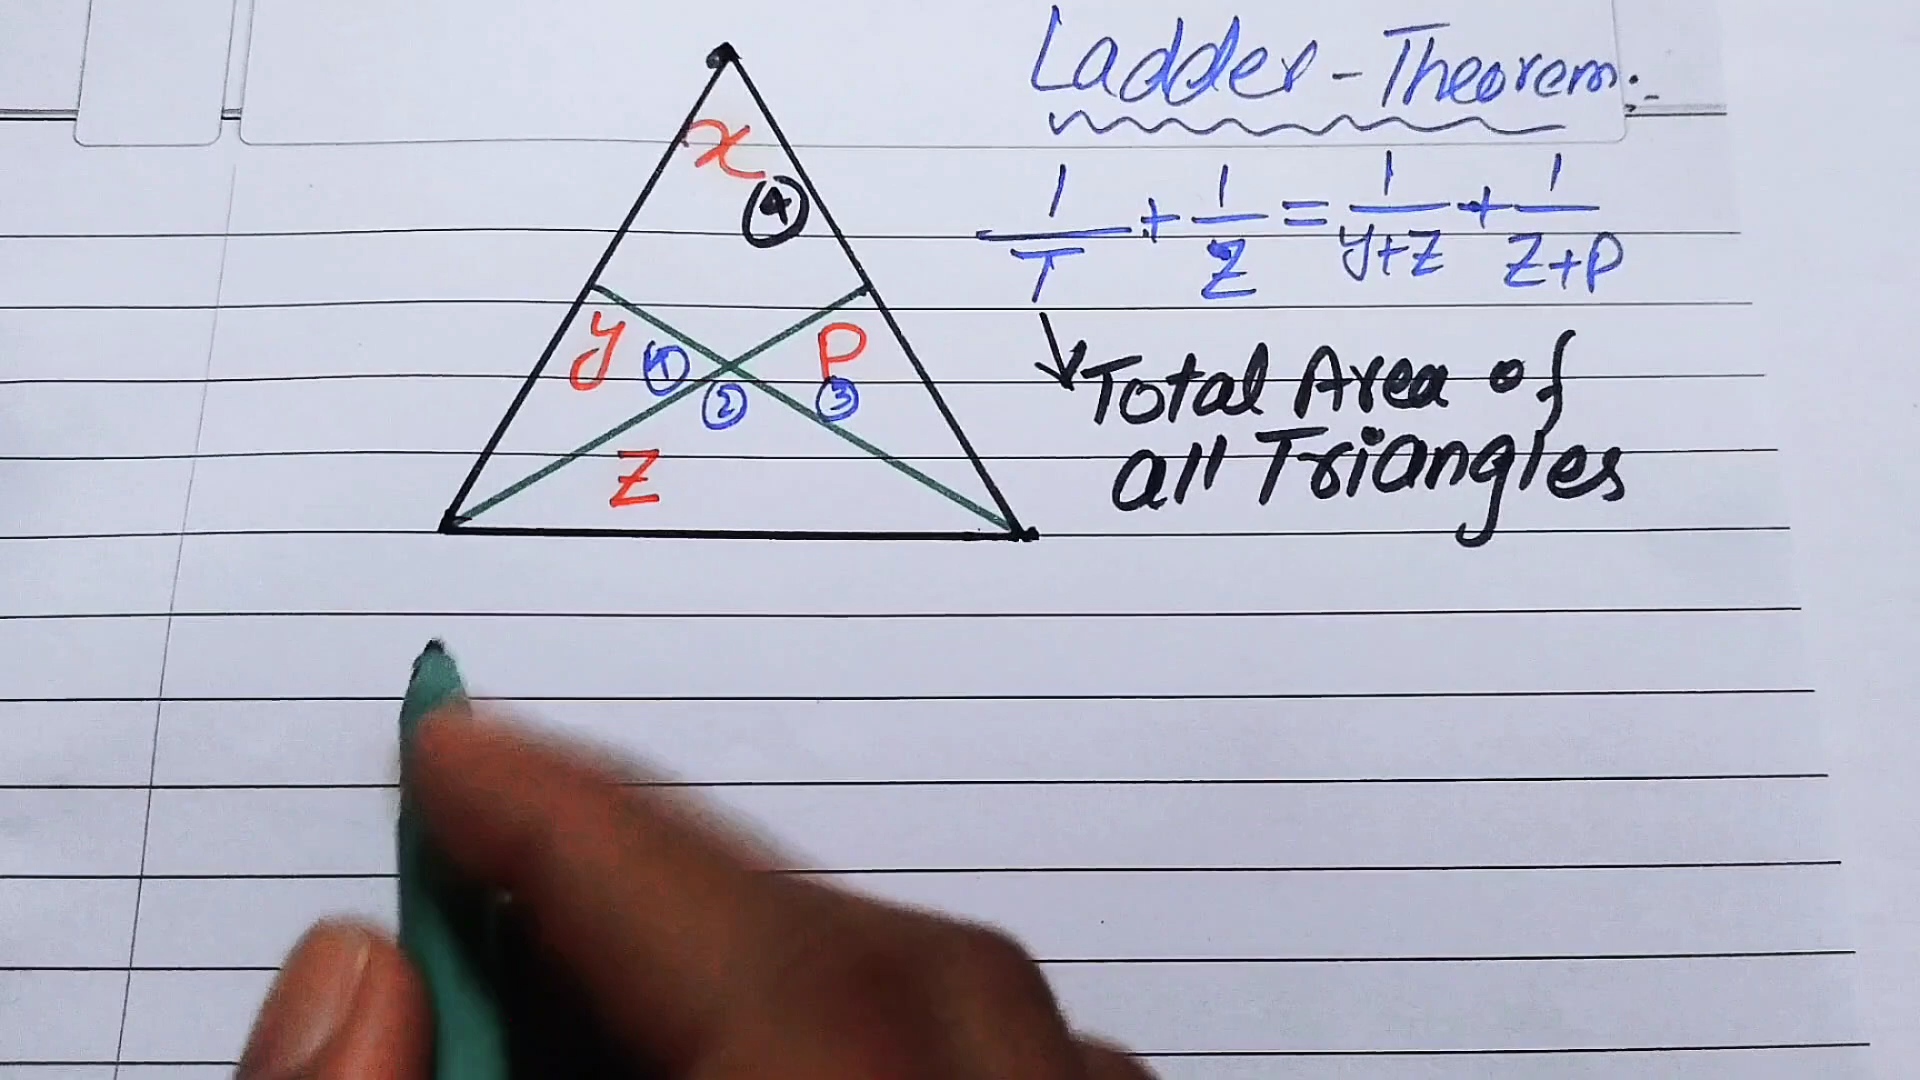 Ladder-Theorem:-
x
4
1/T + 1/Z = 1/y+z + 1/Z+P
y 1 2 P 3
Z
Total Area of
all Triangles